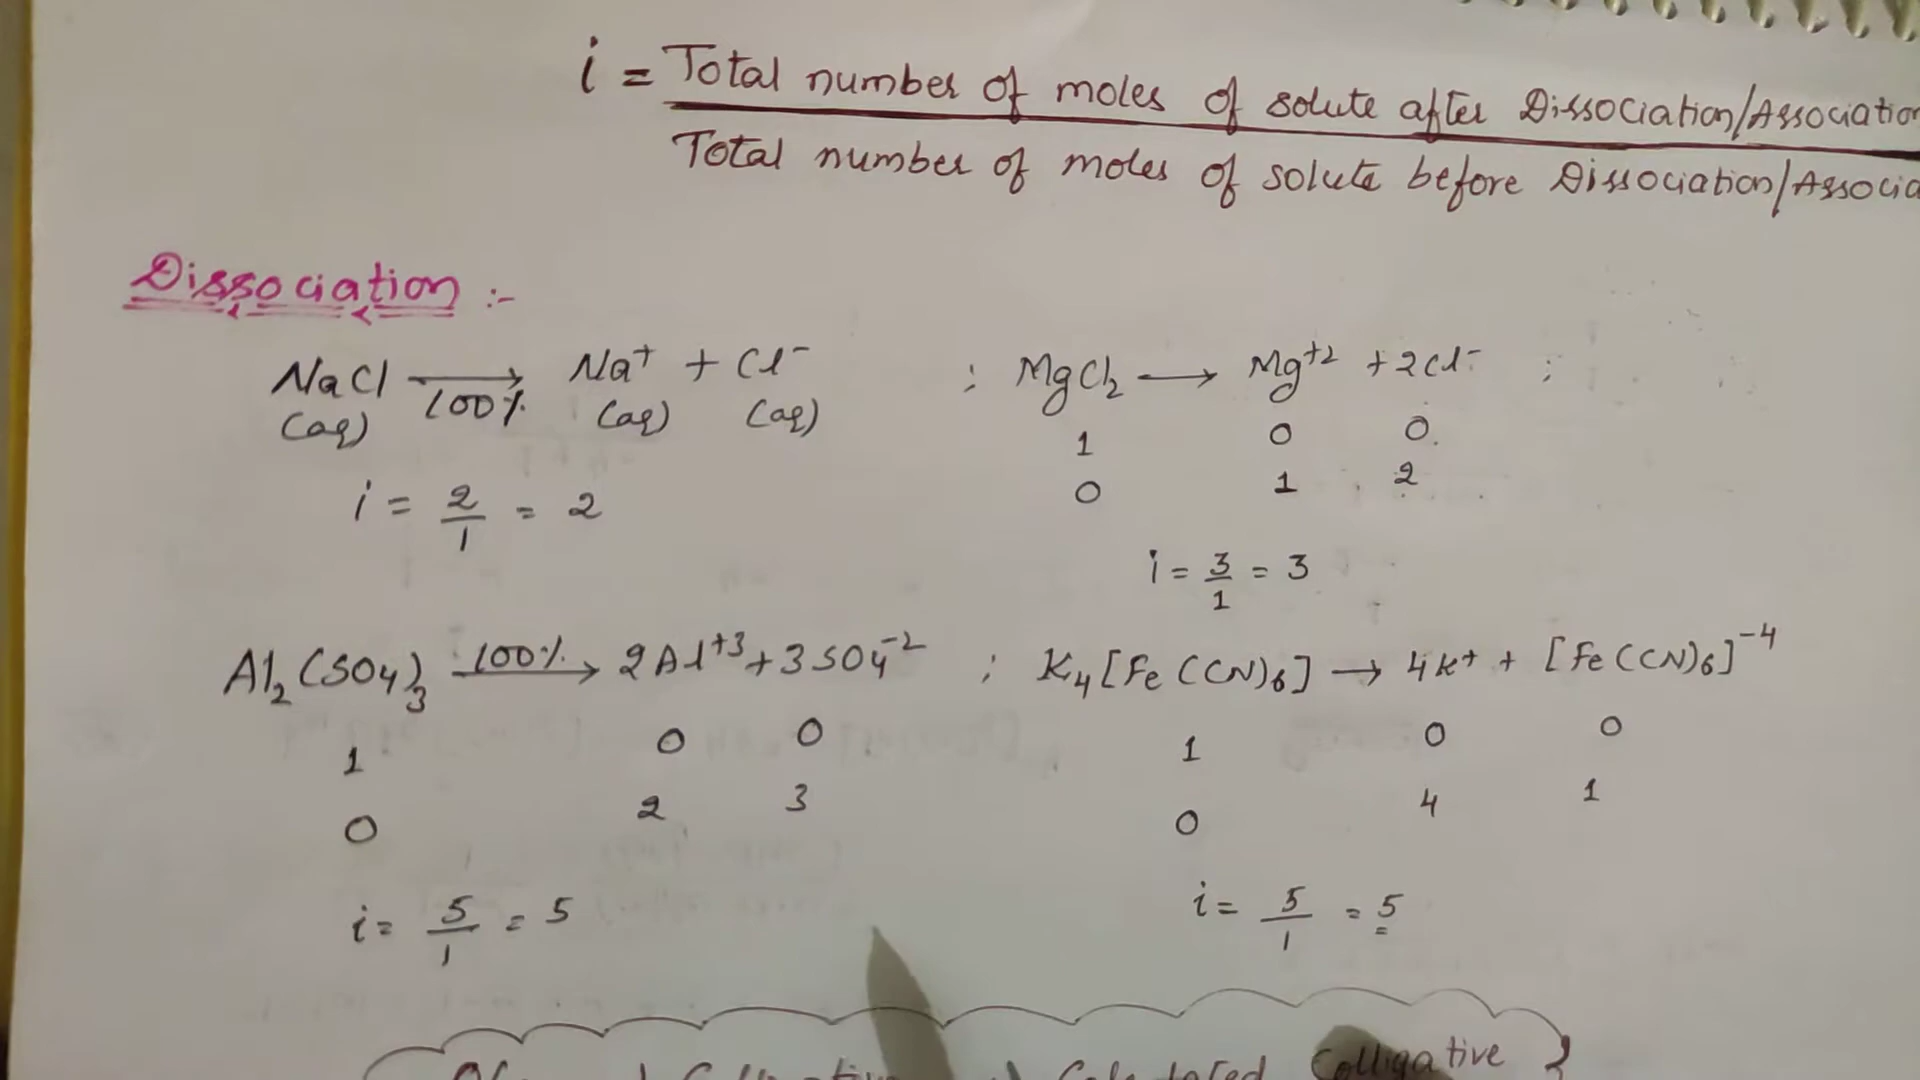 i = Total number of moles of solute after Dissociation/Association
Total number of moles of solute before Dissociation/Associa
Dissociation :-
NaCl (aq) →100% Na⁺ (aq) + Cl⁻ (aq) ; MgCl₂ → Mg⁺² + 2Cl⁻ ;
1 0 0
0 1 2
i = 2/1 = 2
i = 3/1 = 3
Al₂(SO₄)₃ →100% 2Al⁺³ + 3SO₄⁻² ; K₄[Fe(CN)₆] → 4K⁺ + [Fe(CN)₆]⁻⁴
1 0 0 1 0 0
0 2 3 0 4 1
i = 5/1 = 5 i = 5/1 = 5
Colligative